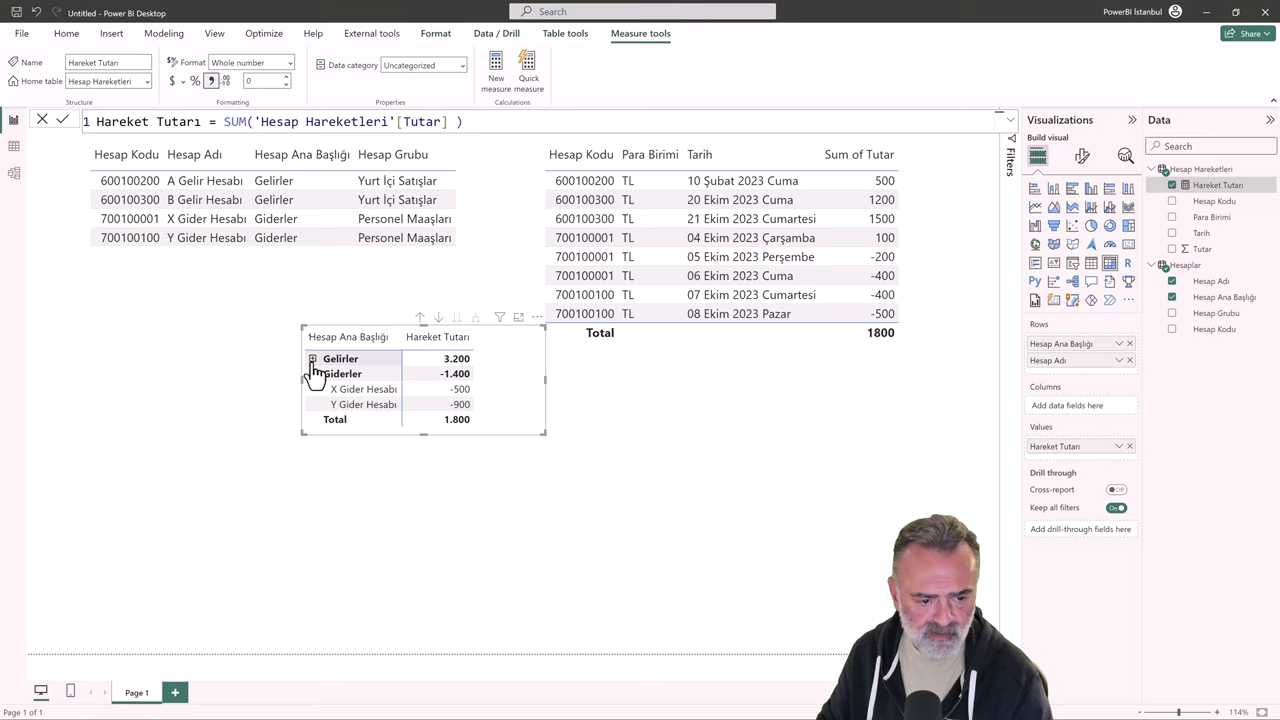 Untitled - Power BI Desktop
Search
PowerBI Istanbul
File Home Insert Modeling View Optimize Help External tools Format Data / Drill Table tools Measure tools
Share
Name Hareket Tutarı
Format Whole number
Data category Uncategorized
Home table Hesap Hareketleri
$ % 0
New measure
Quick measure
Structure Formatting Properties Calculations
1 Hareket Tutarı = SUM('Hesap Hareketleri'[Tutar] )
Hesap Kodu Hesap Adı Hesap Ana Başlığı Hesap Grubu
600100200 A Gelir Hesabı Gelirler Yurt İçi Satışlar
600100300 B Gelir Hesabı Gelirler Yurt İçi Satışlar
700100001 X Gider Hesabı Giderler Personel Maaşları
700100100 Y Gider Hesabı Giderler Personel Maaşları
Hesap Kodu Para Birimi Tarih Sum of Tutar
600100200 TL 10 Şubat 2023 Cuma 500
600100300 TL 20 Ekim 2023 Cuma 1200
600100300 TL 21 Ekim 2023 Cumartesi 1500
700100001 TL 04 Ekim 2023 Çarşamba 100
700100001 TL 05 Ekim 2023 Perşembe -200
700100001 TL 06 Ekim 2023 Cuma -400
700100100 TL 07 Ekim 2023 Cumartesi -400
700100100 TL 08 Ekim 2023 Pazar -500
Total 1800
Hesap Ana Başlığı Hareket Tutarı
Gelirler 3.200
Giderler -1.400
X Gider Hesabı -500
Y Gider Hesabı -900
Total 1.800
Filters
Visualizations
Build visual
Rows
Hesap Ana Başlığı
Hesap Adı
Columns
Add data fields here
Values
Hareket Tutarı
Drill through
Cross-report Off
Keep all filters On
Add drill-through fields here
Data
Search
Hesap Hareketleri
Hareket Tutarı
Hesap Kodu
Para Birimi
Tarih
Tutar
Hesaplar
Hesap Adı
Hesap Ana Başlığı
Hesap Grubu
Hesap Kodu
Page 1
Page 1 of 1
114%